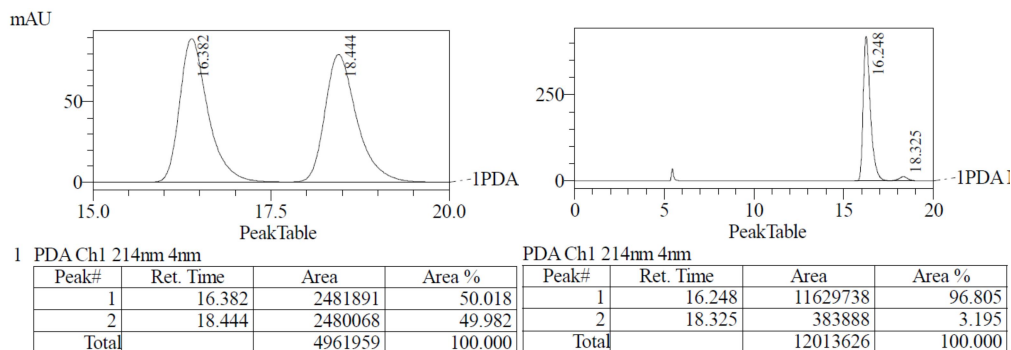 mAU
16.382
18.444
50
0
1PDA
15.0 17.5 20.0
PeakTable
1 PDA Ch1 214nm 4nm
Peak# Ret. Time Area Area %
1 16.382 2481891 50.018
2 18.444 2480068 49.982
Total 4961959 100.000
16.248
18.325
250
0
1PDA
0 5 10 15 20
PeakTable
PDA Ch1 214nm 4nm
Peak# Ret. Time Area Area %
1 16.248 11629738 96.805
2 18.325 383888 3.195
Total 12013626 100.000